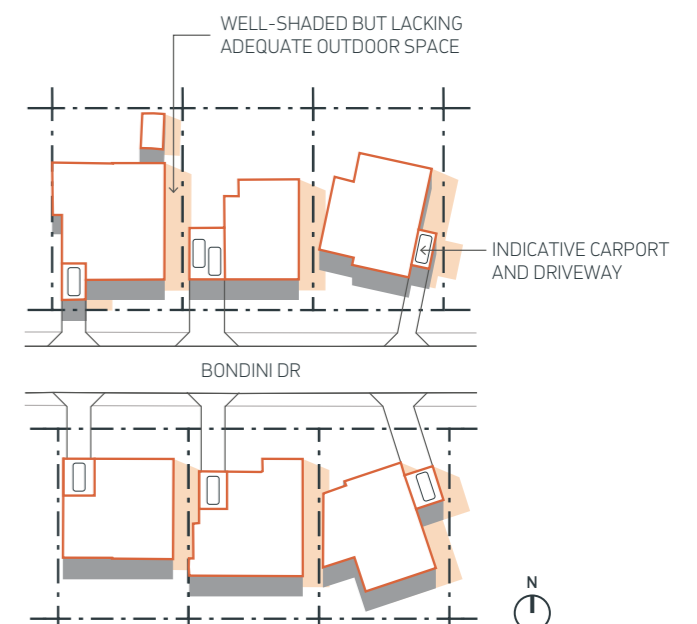 WELL-SHADED BUT LACKING
ADEQUATE OUTDOOR SPACE
INDICATIVE CARPORT
AND DRIVEWAY
BONDINI DR
N